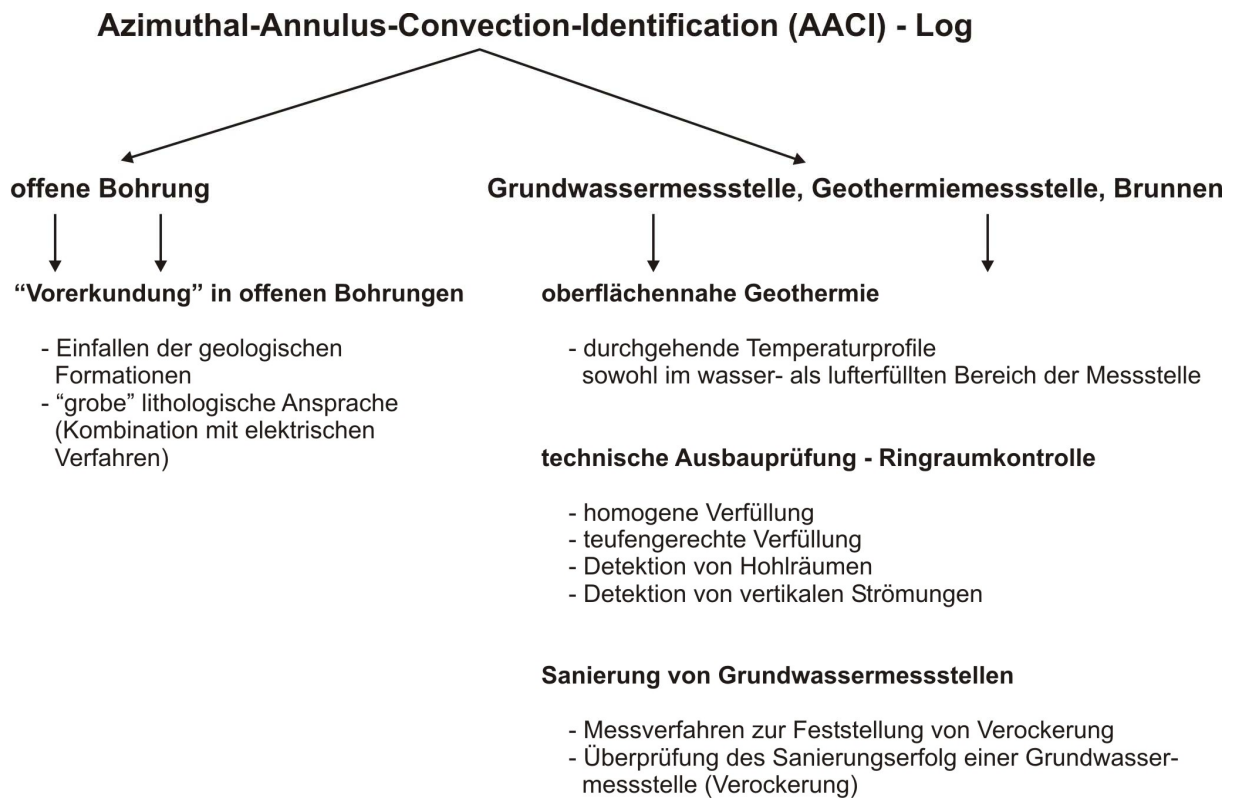 Azimuthal-Annulus-Convection-Identification (AACI) - Log
offene Bohrung
“Vorerkundung” in offenen Bohrungen
- Einfallen der geologischen
Formationen
- “grobe” lithologische Ansprache
(Kombination mit elektrischen
Verfahren)
Grundwassermessstelle, Geothermiemessstelle, Brunnen
oberflächennahe Geothermie
- durchgehende Temperaturprofile
sowohl im wasser- als lufterfüllten Bereich der Messstelle
technische Ausbauprüfung - Ringraumkontrolle
- homogene Verfüllung
- teufengerechte Verfüllung
- Detektion von Hohlräumen
- Detektion von vertikalen Strömungen
Sanierung von Grundwassermessstellen
- Messverfahren zur Feststellung von Verockerung
- Überprüfung des Sanierungserfolg einer Grundwasser-
messstelle (Verockerung)